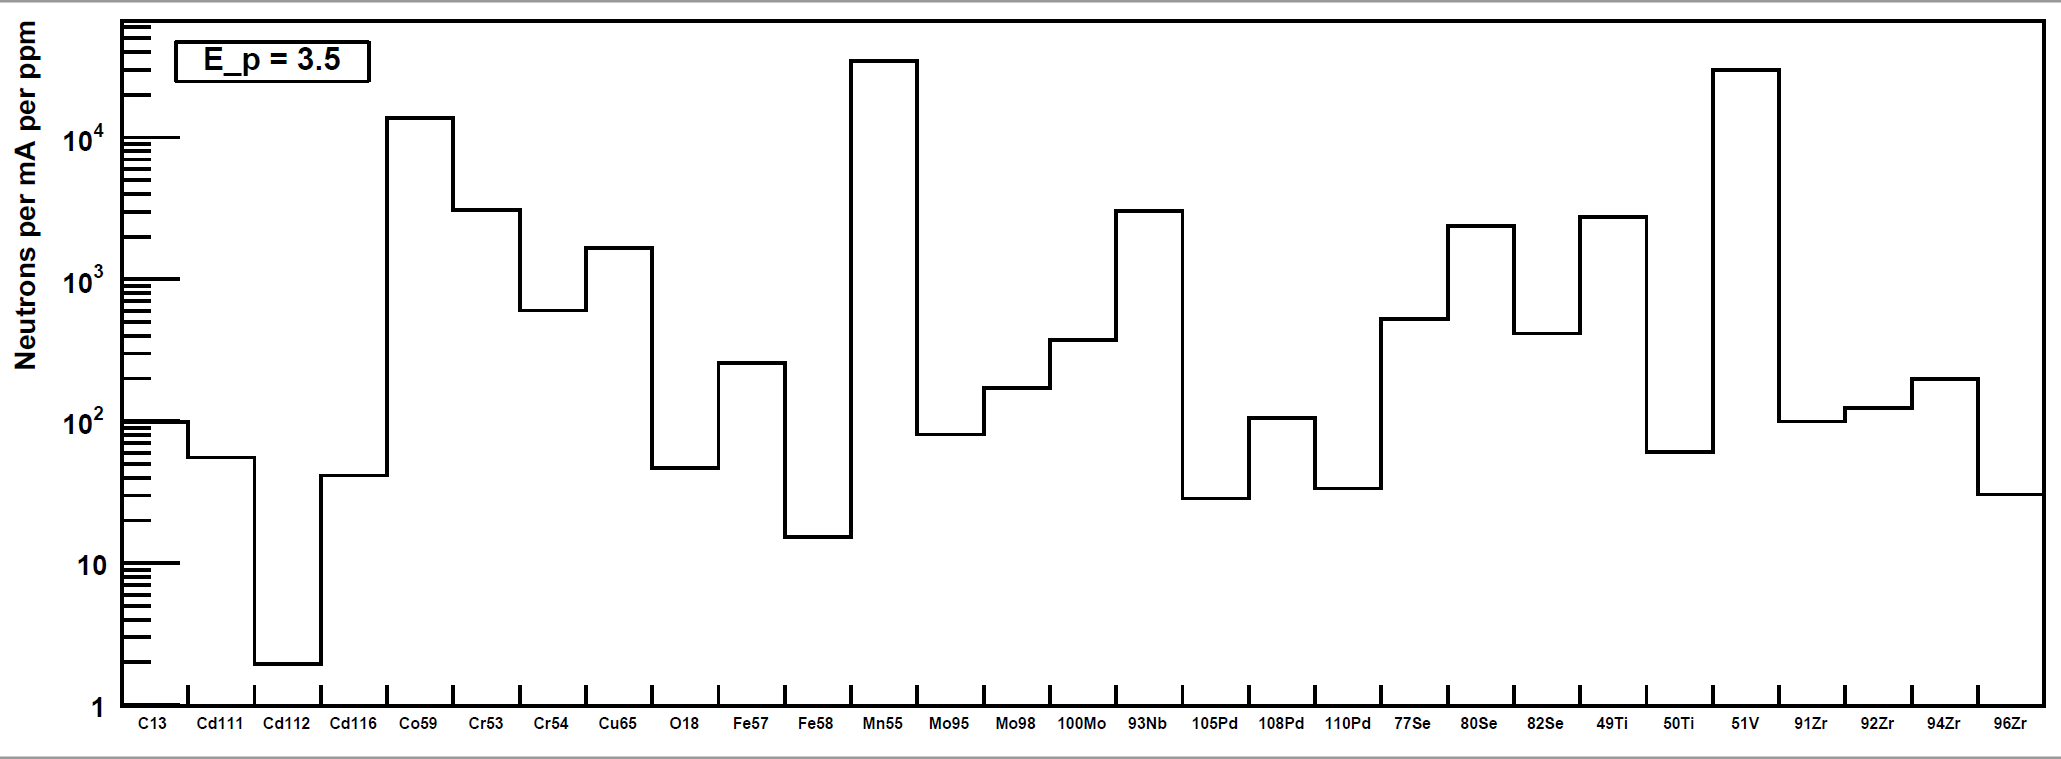 Neutrons per mA per ppm
E_p = 3.5
10^4
10^3
10^2
10
1
C13 Cd111 Cd112 Cd116 Co59 Cr53 Cr54 Cu65 O18 Fe57 Fe58 Mn55 Mo95 Mo98 100Mo 93Nb 105Pd 108Pd 110Pd 77Se 80Se 82Se 49Ti 50Ti 51V 91Zr 92Zr 94Zr 96Zr